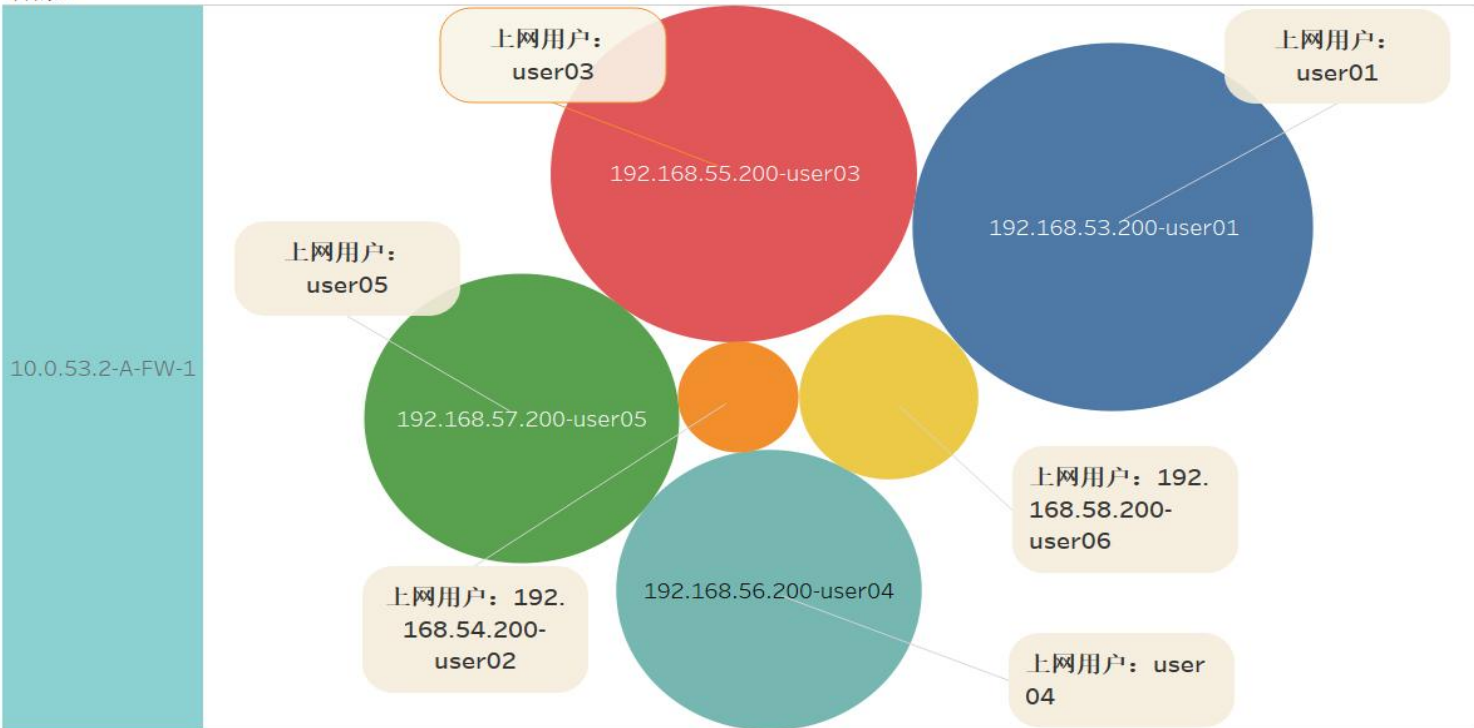 上网用户：
user03
上网用户：
user01
192.168.55.200-user03
192.168.53.200-user01
上网用户：
user05
10.0.53.2-A-FW-1
192.168.57.200-user05
上网用户：192.
168.58.200-
user06
192.168.56.200-user04
上网用户：192.
168.54.200-
user02
上网用户：user
04